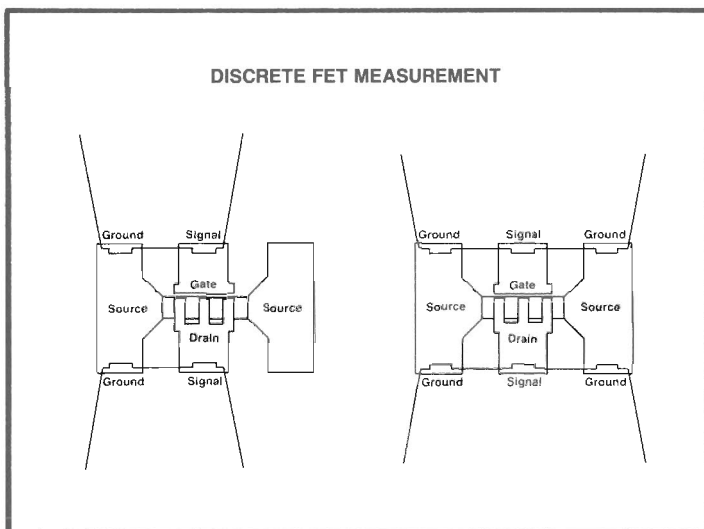 DISCRETE FET MEASUREMENT
Ground Signal
Gate
Source Source
Drain
Ground Signal
Ground Signal Ground
Gate
Source Source
Drain
Ground Signal Ground